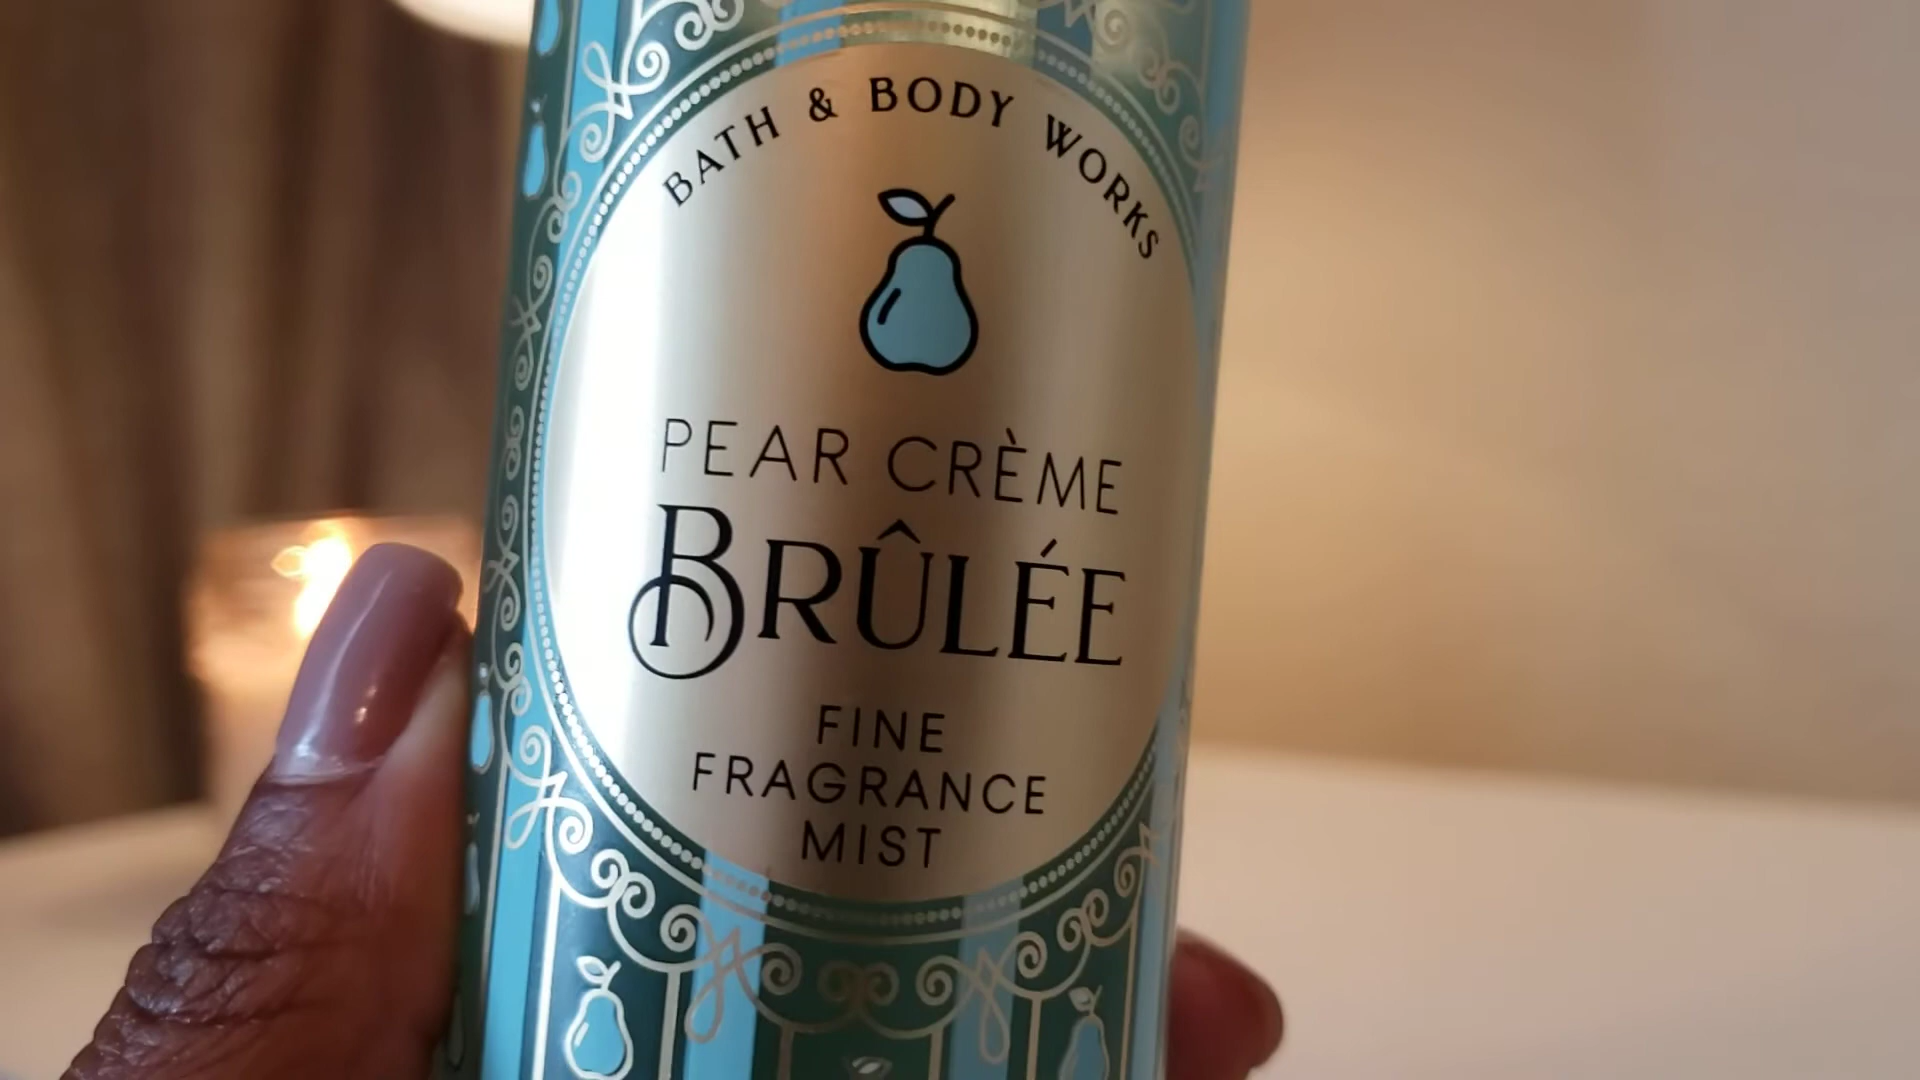 BATH & BODY WORKS
PEAR CRÈME
BRÛLÉE
FINE
FRAGRANCE
MIST